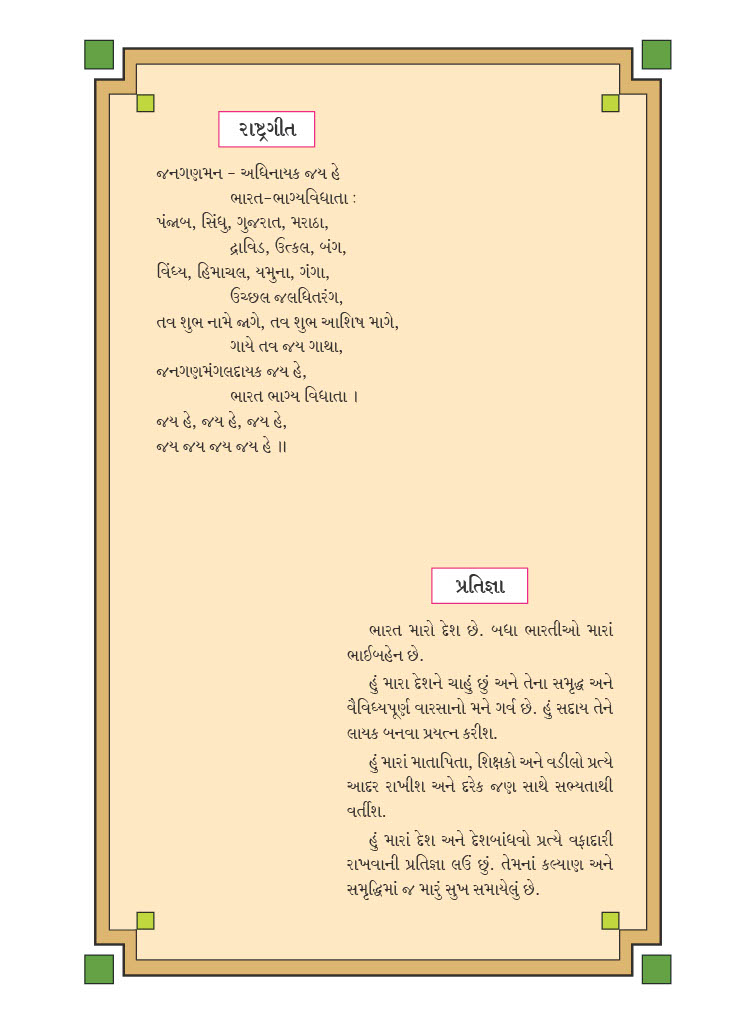 રાષ્ટ્રગીત
જનગણમન - અધિનાયક જય હે
ભારત-ભાગ્યવિધાતા :
પંજાબ, સિંધુ, ગુજરાત, મરાઠા,
દ્રાવિડ, ઉત્કલ, બંગ,
વિંધ્ય, હિમાચલ, યમુના, ગંગા,
ઉચ્છલ જલધિતરંગ,
તવ શુભ નામે જાગે, તવ શુભ આશિષ માગે,
ગાયે તવ જય ગાથા,
જનગણમંગલદાયક જય હે,
ભારત ભાગ્ય વિધાતા ।
જય હે, જય હે, જય હે,
જય જય જય જય હે ॥
પ્રતિજ્ઞા
ભારત મારો દેશ છે. બધા ભારતીઓ મારાં
ભાઈબહેન છે.
હું મારા દેશને ચાહું છું અને તેના સમૃદ્ધ અને
વૈવિધ્યપૂર્ણ વારસાનો મને ગર્વ છે. હું સદાય તેને
લાયક બનવા પ્રયત્ન કરીશ.
હું મારાં માતાપિતા, શિક્ષકો અને વડીલો પ્રત્યે
આદર રાખીશ અને દરેક જણ સાથે સભ્યતાથી
વર્તીશ.
હું મારાં દેશ અને દેશબાંધવો પ્રત્યે વફાદારી
રાખવાની પ્રતિજ્ઞા લઉં છું. તેમનાં કલ્યાણ અને
સમૃદ્ધિમાં જ મારું સુખ સમાયેલું છે.